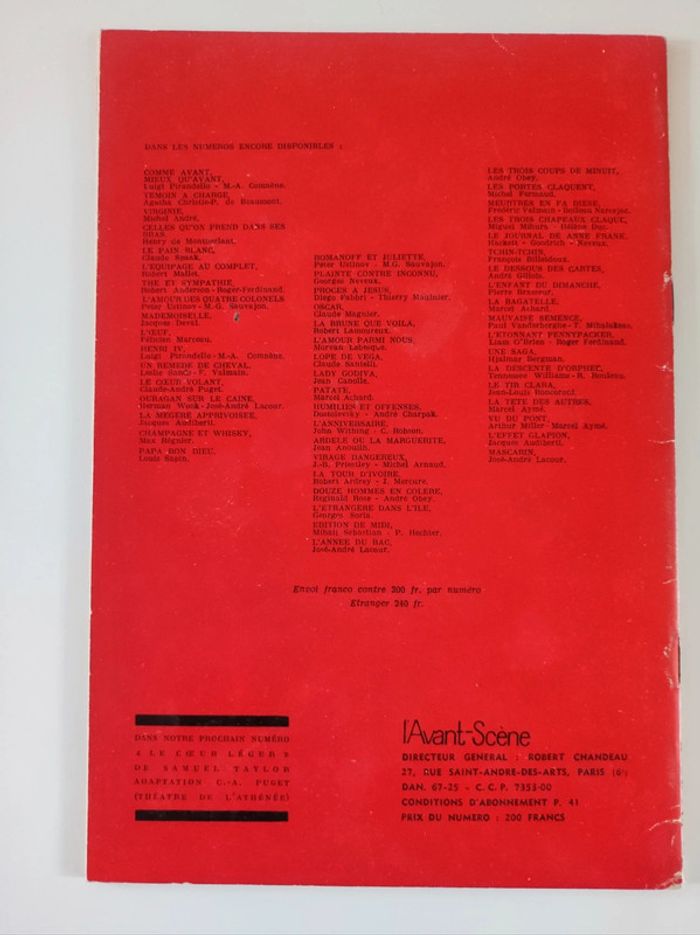 DANS LES NUMEROS ENCORE DISPONIBLES :
COMME AVANT,
MIEUX QU'AVANT,
Luigi Pirandello - M.-A. Comnène.
TEMOIN A CHARGE,
Agatha Christie-P. de Beaumont.
VIRGINIE,
Michel André.
CELLES QU'ON PREND DANS SES
BRAS,
Henry de Montherlant.
LE PAIN BLANC,
Claude Spaak.
L'EQUIPAGE AU COMPLET,
Robert Mallet.
THE ET SYMPATHIE,
Robert Anderson - Roger-Ferdinand.
L'AMOUR DES QUATRE COLONELS
Peter Ustinov - M.-G. Sauvajon.
MADEMOISELLE,
Jacques Deval.
L'ŒUF,
Félicien Marceau.
HENRI IV,
Luigi Pirandello - M.-A. Comnène.
UN REMEDE DE CHEVAL,
Leslie Sands - F. Valmain.
LE CŒUR VOLANT,
Claude-André Puget.
OURAGAN SUR LE CAINE,
Herman Wouk - José-André Lacour.
LA MEGERE APPRIVOISEE,
Jacques Audiberti.
CHAMPAGNE ET WHISKY,
Max Régnier.
PAPA BON DIEU,
Louis Sapin.
ROMANOFF ET JULIETTE,
Peter Ustinov - M.G. Sauvajon.
PLAINTE CONTRE INCONNU,
Georges Neveux.
PROCES A JESUS,
Diego Fabbri - Thierry Maulnier.
OSCAR,
Claude Magnier.
LA BRUNE QUE VOILA,
Robert Lamoureux.
L'AMOUR PARMI NOUS,
Morvan Lebesque.
LOPE DE VEGA,
Claude Santelli.
LADY GODIVA,
Jean Canolle.
PATATE,
Marcel Achard.
HUMILIES ET OFFENSES,
Dostoievsky - André Charpak.
L'ANNIVERSAIRE,
John Withing - C. Robson.
ARDELE OU LA MARGUERITE,
Jean Anouilh.
VIRAGE DANGEREUX,
J.-B. Priestley - Michel Arnaud.
LA TOUR D'IVOIRE,
Robert Ardrey - J. Mercure.
DOUZE HOMMES EN COLERE,
Reginald Rose - André Obey.
L'ETRANGERE DANS L'ILE,
Georges Soria.
EDITION DE MIDI,
Mihail Sebastian - P. Hechter.
L'ANNEE DU BAC,
José-André Lacour.
LES TROIS COUPS DE MINUIT,
André Obey.
LES PORTES CLAQUENT,
Michel Fermaud.
MEURTRES EN FA DIESE,
Frédéric Valmain - Boileau Narcejac.
LES TROIS CHAPEAUX CLAQUE,
Miguel Mihura - Hélène Duc.
LE JOURNAL DE ANNE FRANK,
Hackett - Goodrich - Neveux.
TCHIN-TCHIN,
François Billetdoux.
LE DESSOUS DES CARTES,
André Gillois.
L'ENFANT DU DIMANCHE,
Pierre Brasseur.
LA BAGATELLE,
Marcel Achard.
MAUVAISE SEMENCE,
Paul Vandenberghe - T. Mihalakeas.
L'ETONNANT PENNYPACKER,
Liam O'Brien - Roger Ferdinand.
UNE SAGA,
Hjalmar Bergman.
LA DESCENTE D'ORPHEE,
Tennessee Williams - R. Rouleau.
LE TIR CLARA,
Jean-Louis Roncoroni.
LA TETE DES AUTRES,
Marcel Aymé.
VU DU PONT,
Arthur Miller - Marcel Aymé.
L'EFFET GLAPION,
Jacques Audiberti.
MASCARIN,
José-André Lacour.
Envoi franco contre 200 fr. par numéro
Etranger 240 fr.
DANS NOTRE PROCHAIN NUMÉRO
« LE CŒUR LÉGER »
DE SAMUEL TAYLOR
ADAPTATION C.-A. PUGET
(THÉATRE DE L'ATHÉNÉE)
l'Avant-Scène
DIRECTEUR GENERAL : ROBERT CHANDEAU
27, RUE SAINT-ANDRE-DES-ARTS, PARIS (6e)
DAN. 67-25 - C.C.P. 7353-00
CONDITIONS D'ABONNEMENT P. 41
PRIX DU NUMERO : 200 FRANCS